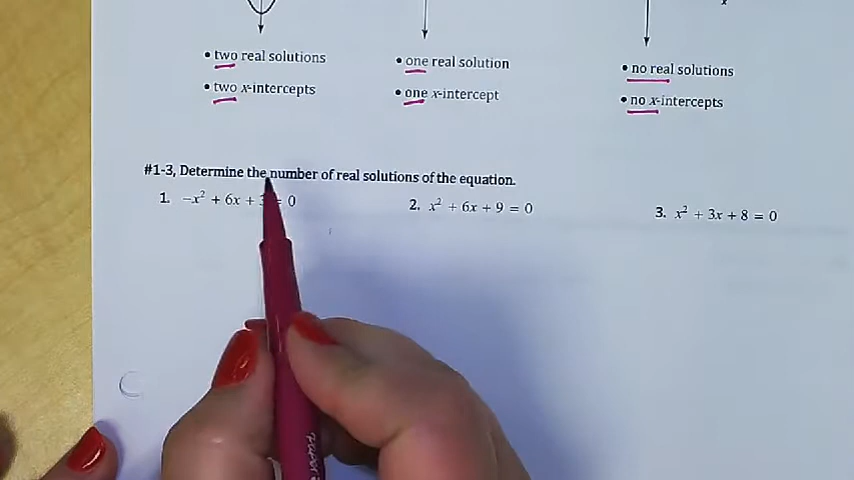 • two real solutions
• one real solution
• no real solutions
• two x-intercepts
• one x-intercept
• no x-intercepts
#1-3, Determine the number of real solutions of the equation.
1. −x² + 6x + = 0
2. x² + 6x + 9 = 0
3. x² + 3x + 8 = 0